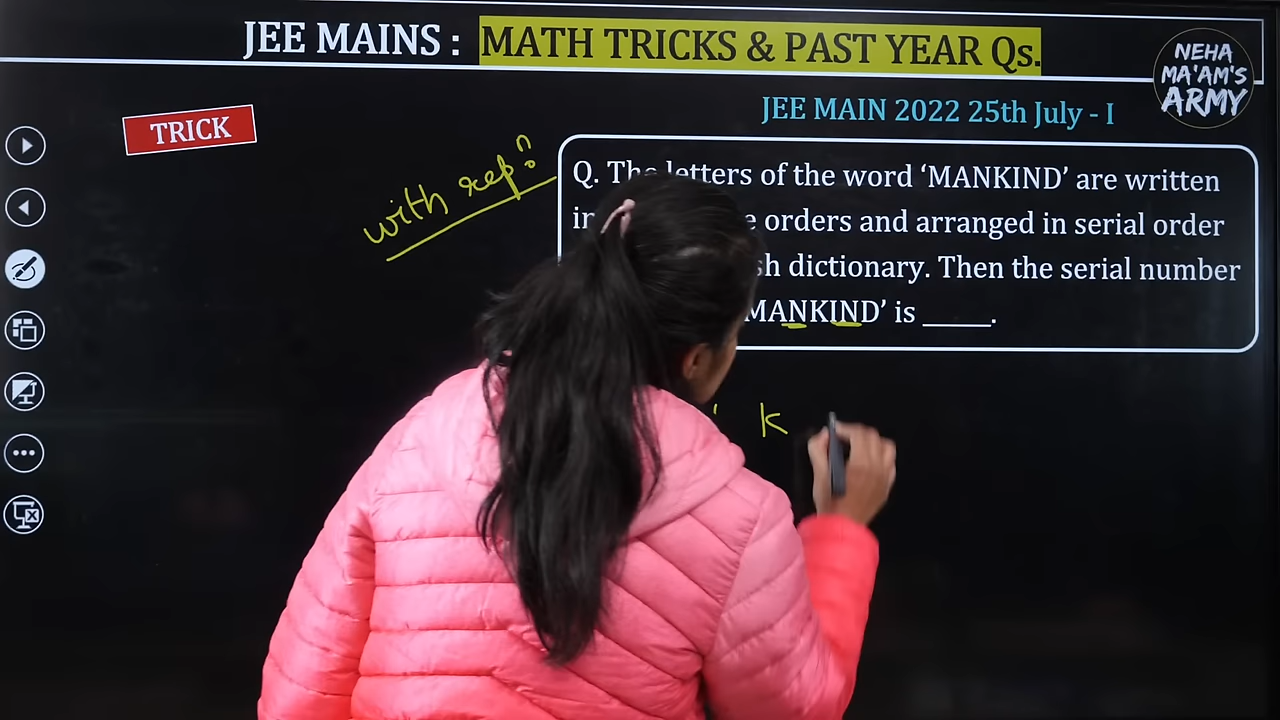 JEE MAINS : MATH TRICKS & PAST YEAR Qs.
NEHA
MA'AM'S
ARMY
JEE MAIN 2022 25th July - I
TRICK
with rep?
Q. The letters of the word ‘MANKIND’ are written
orders and arranged in serial order
dictionary. Then the serial number
MANKIND’ is _____.
K